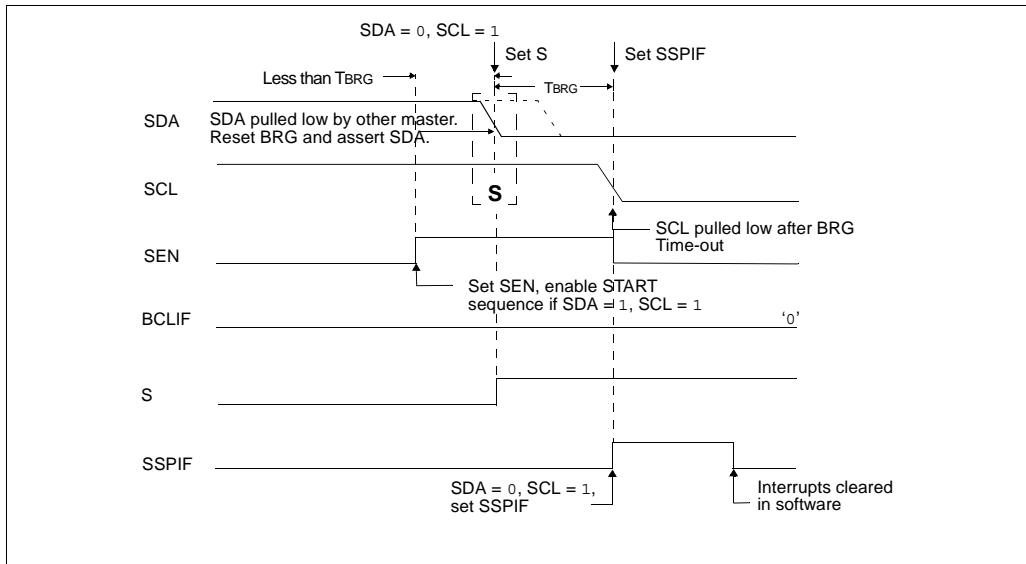 SDA = 0, SCL = 1
Set S
Set SSPIF
Less than TBRG
TBRG
SDA
SDA pulled low by other master.
Reset BRG and assert SDA.
SCL
S
SCL pulled low after BRG
Time-out
SEN
Set SEN, enable START
sequence if SDA = 1, SCL = 1
BCLIF
‘0’
S
SSPIF
SDA = 0, SCL = 1,
set SSPIF
Interrupts cleared
in software